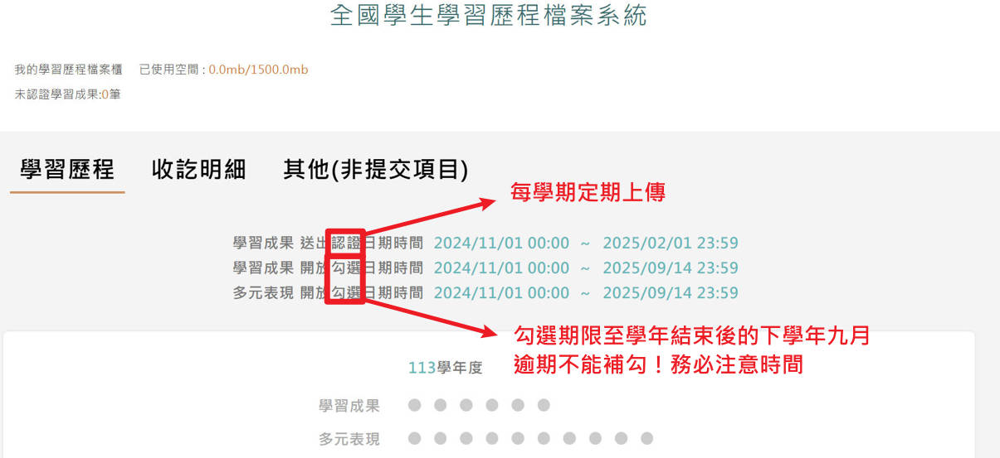 全國學生學習歷程檔案系統
我的學習歷程檔案櫃 已使用空間 : 0.0mb/1500.0mb
未認證學習成果:0筆
學習歷程 收訖明細 其他(非提交項目)
每學期定期上傳
學習成果 送出認證日期時間 2024/11/01 00:00 ~ 2025/02/01 23:59
學習成果 開放勾選日期時間 2024/11/01 00:00 ~ 2025/09/14 23:59
多元表現 開放勾選日期時間 2024/11/01 00:00 ~ 2025/09/14 23:59
勾選期限至學年結束後的下學年九月
逾期不能補勾！務必注意時間
113學年度
學習成果
多元表現